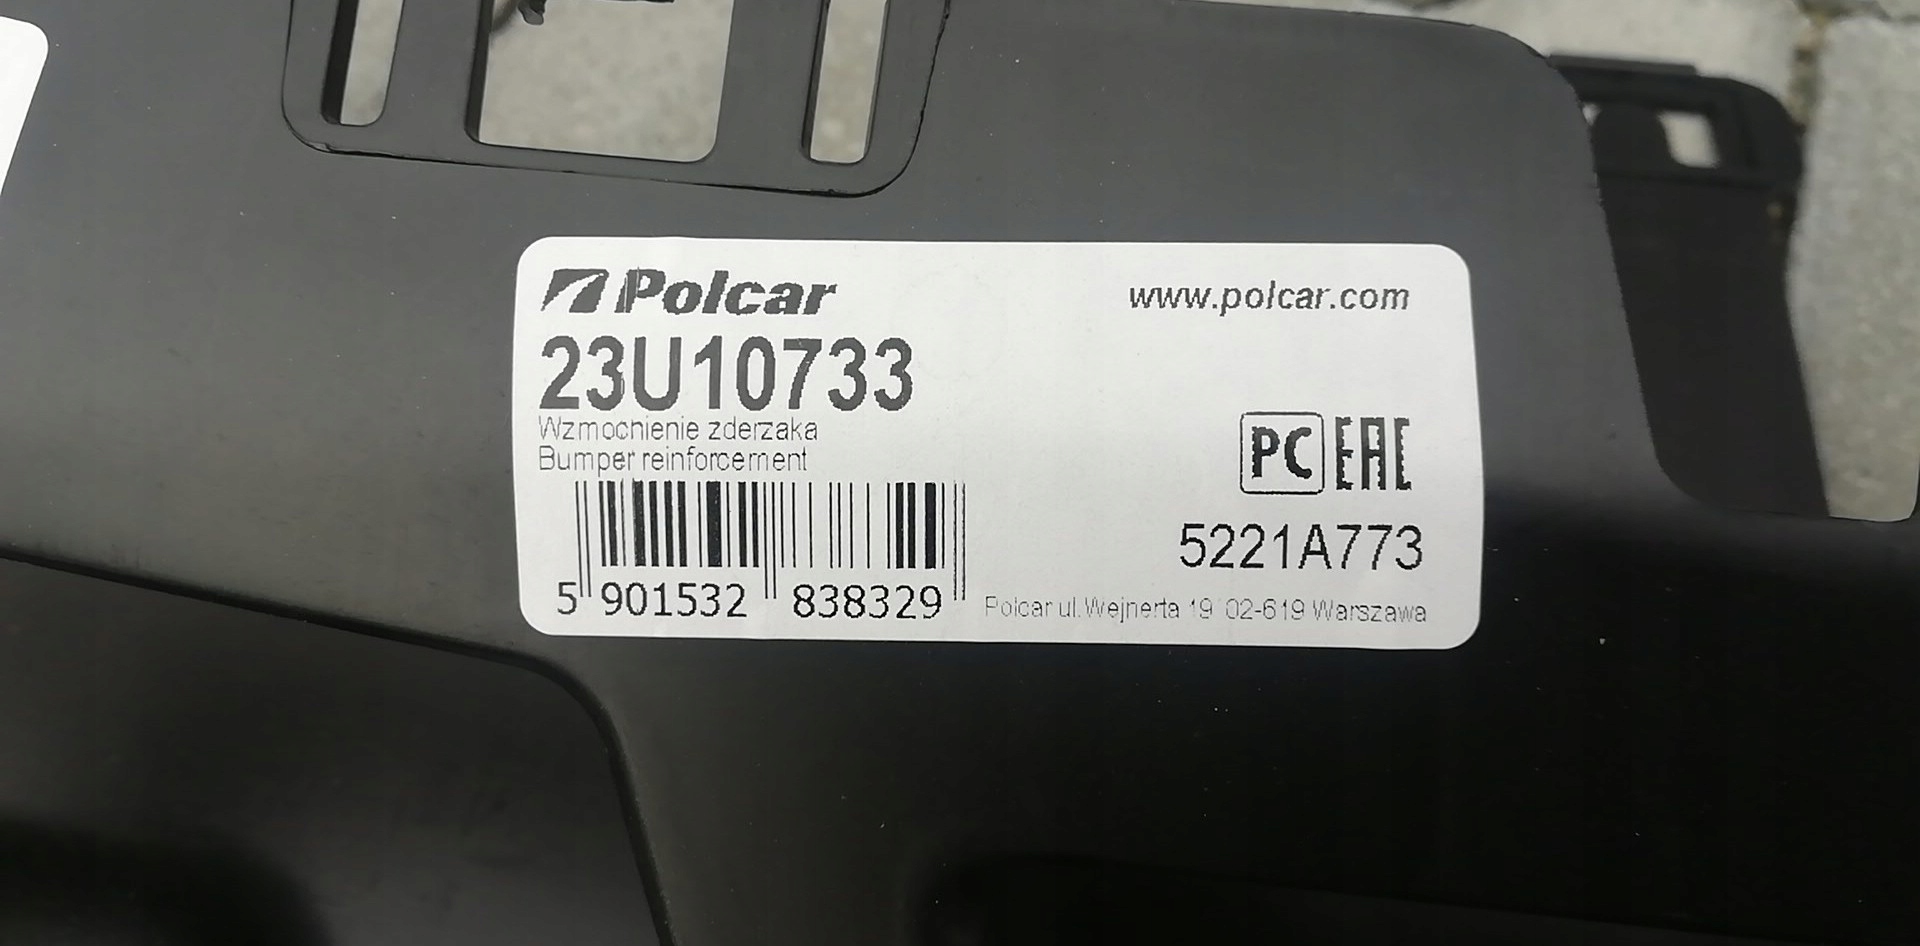 Polcar
www.polcar.com
23U10733
Wzmocnienie zderzaka
Bumper reinforcement
PC EAC
5221A773
5 901532 838329
Polcar ul.Wejnerta 19 02-619 Warszawa